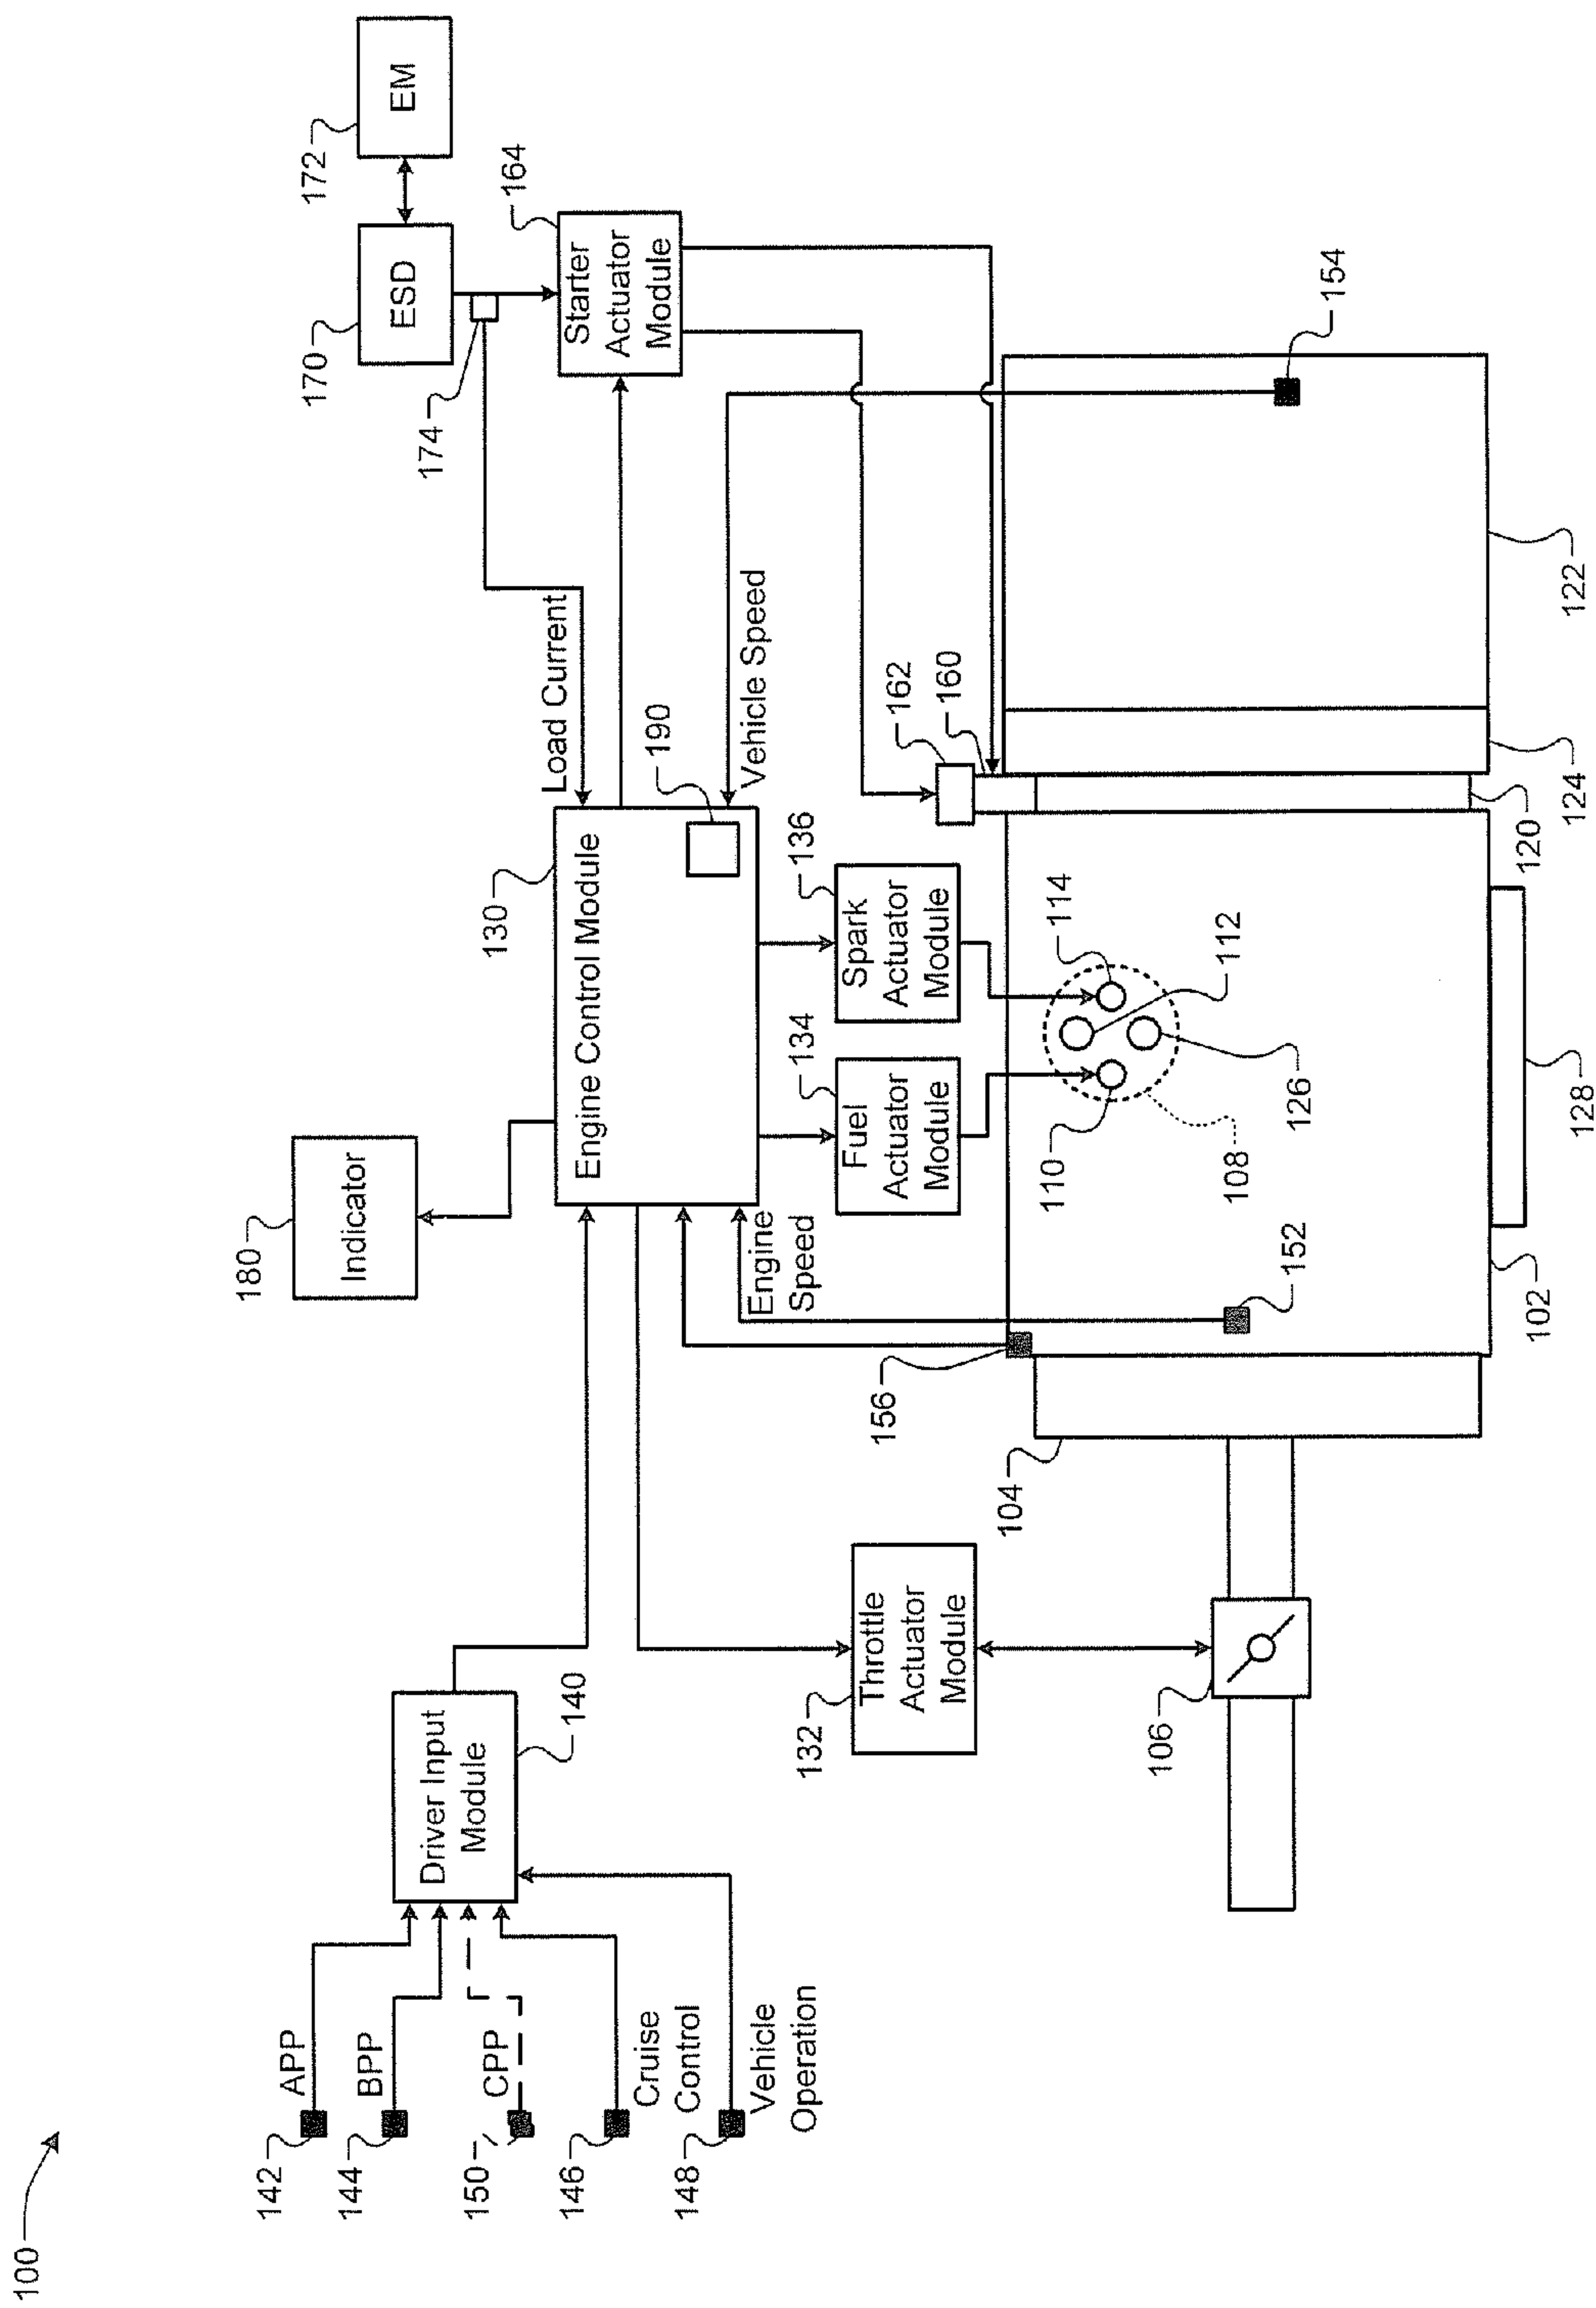 100
142
APP
144
BPP
150
CPP
146
Cruise
Control
148
Vehicle
Operation
Driver Input
Module
140
180
Indicator
130
Engine Control Module
190
Load Current
Vehicle Speed
Engine
Speed
170
ESD
172
EM
174
164
Starter
Actuator
Module
132
Throttle
Actuator
Module
134
Fuel
Actuator
Module
136
Spark
Actuator
Module
162
160
106
104
156
152
110
108
114
112
126
154
102
128
120
124
122